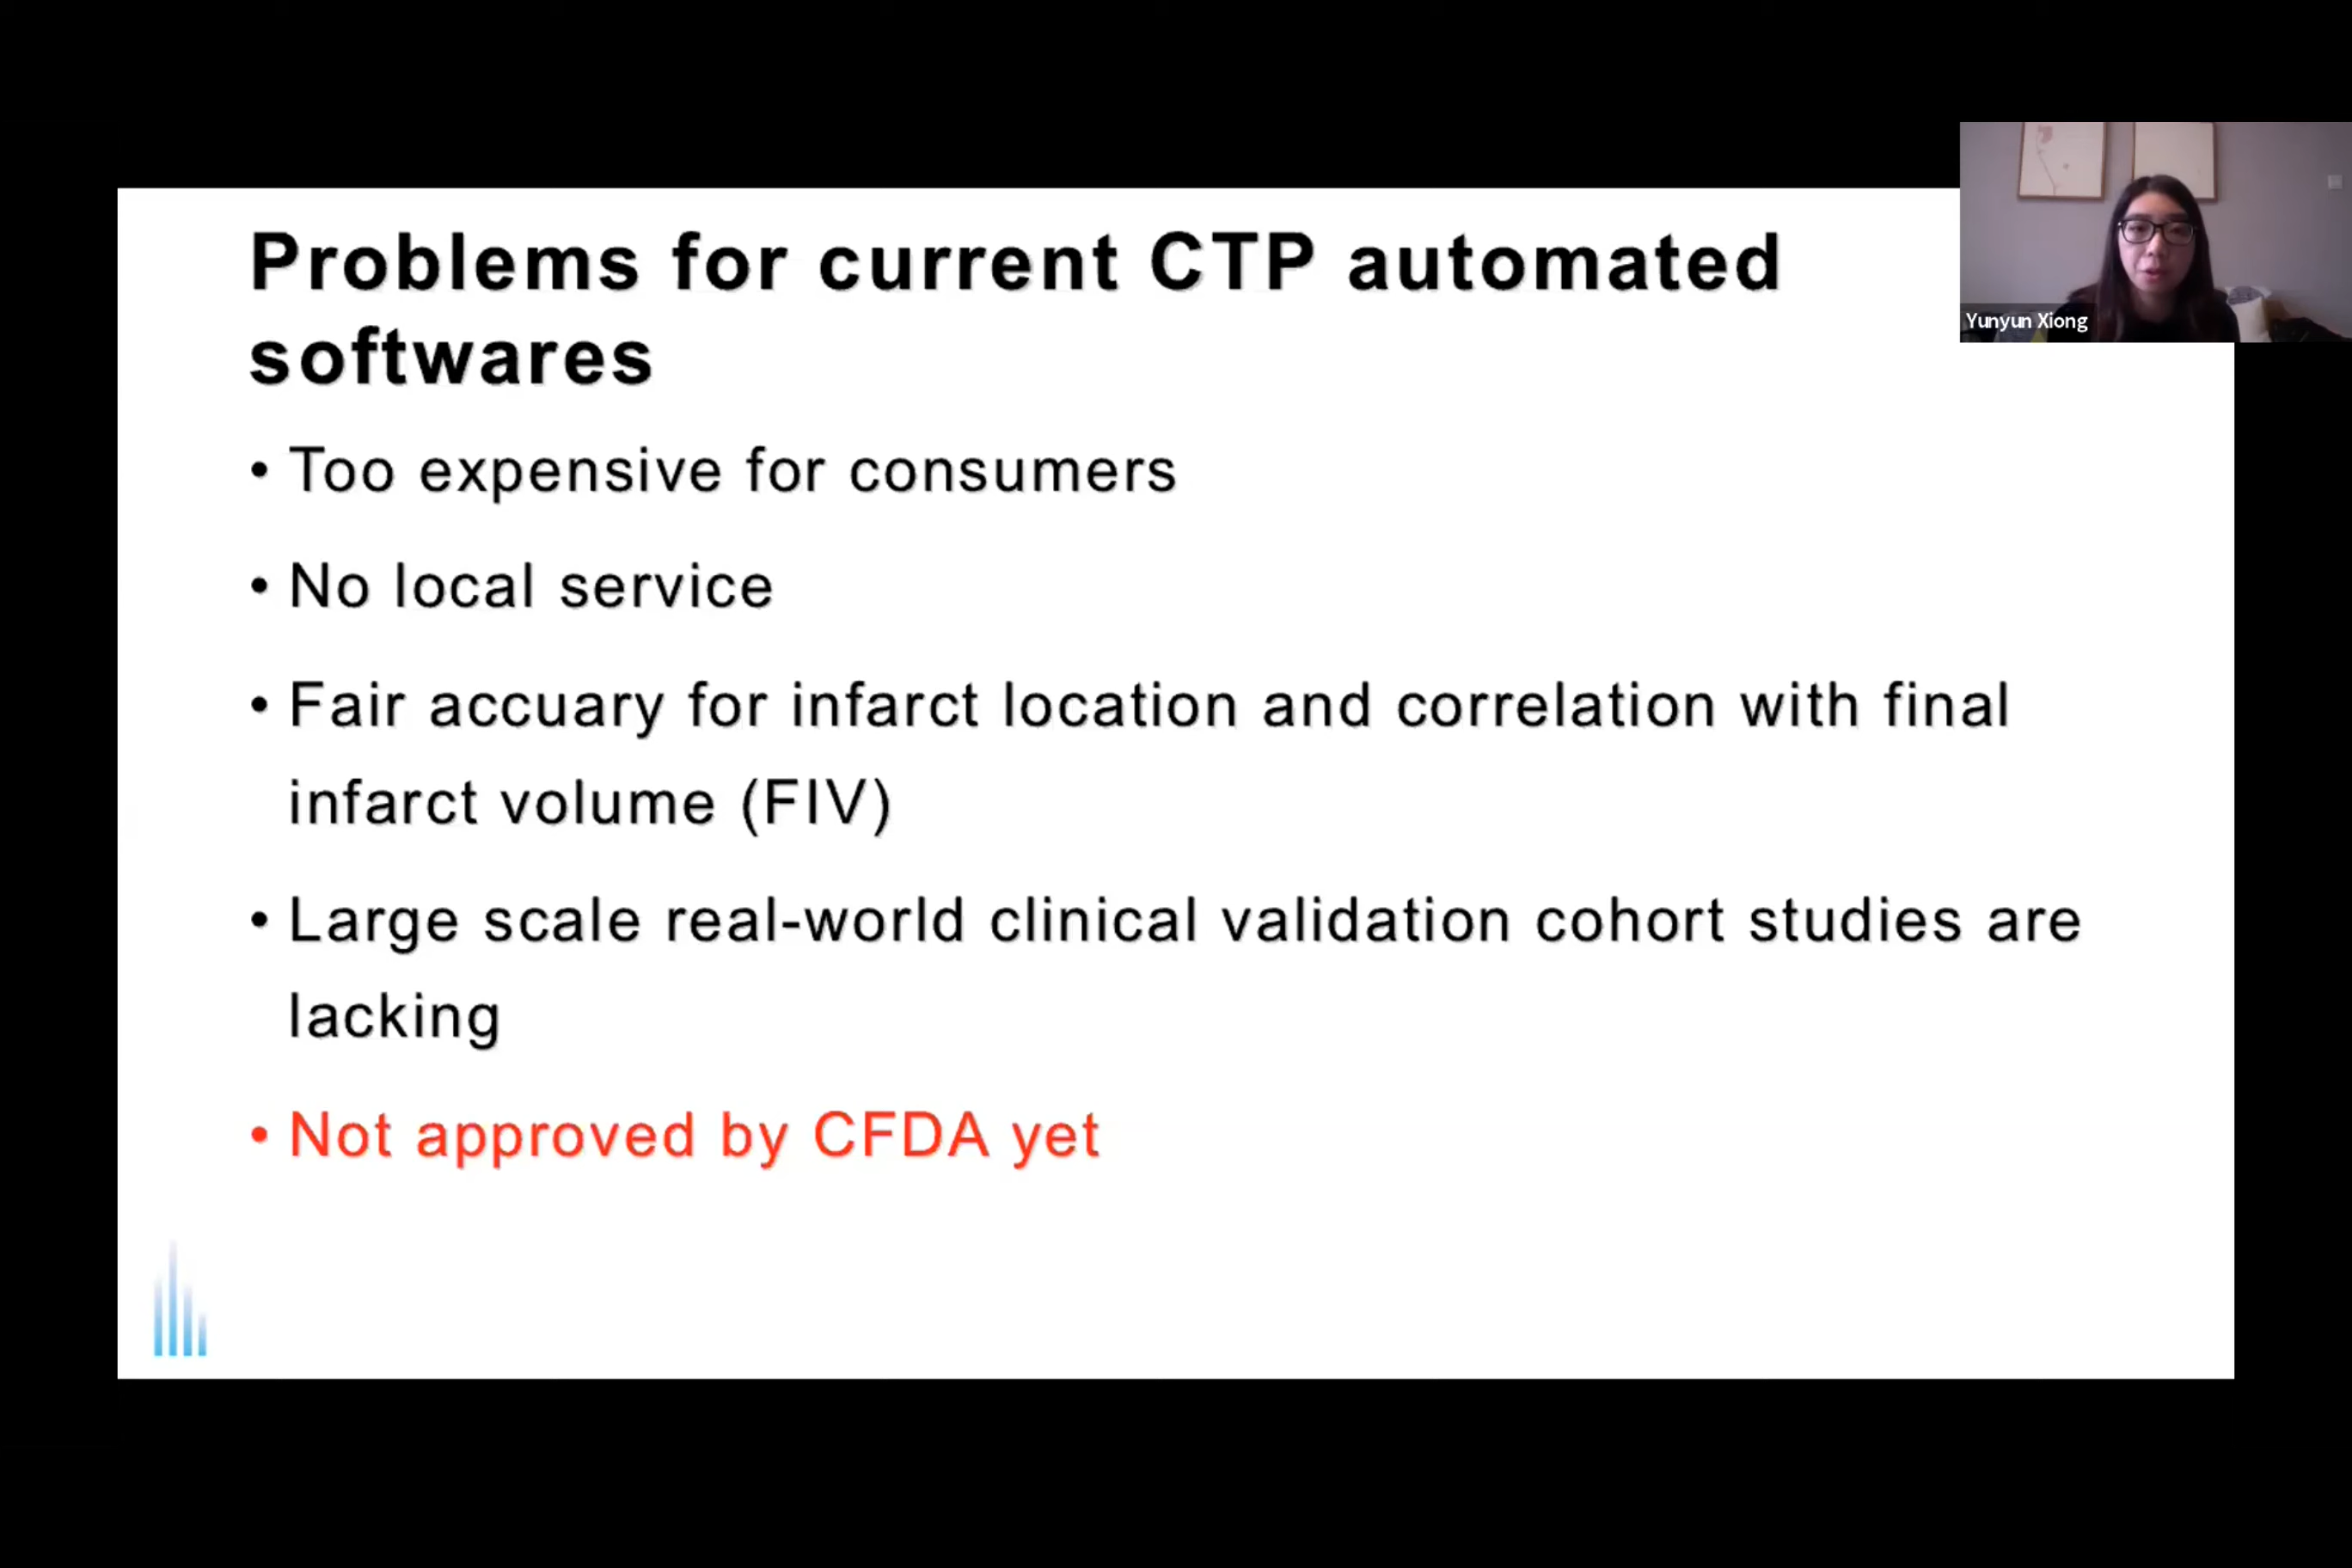 Problems for current CTP automated
softwares
• Too expensive for consumers
• No local service
• Fair accuary for infarct location and correlation with final
infarct volume (FIV)
• Large scale real-world clinical validation cohort studies are
lacking
• Not approved by CFDA yet
Yunyun Xiong